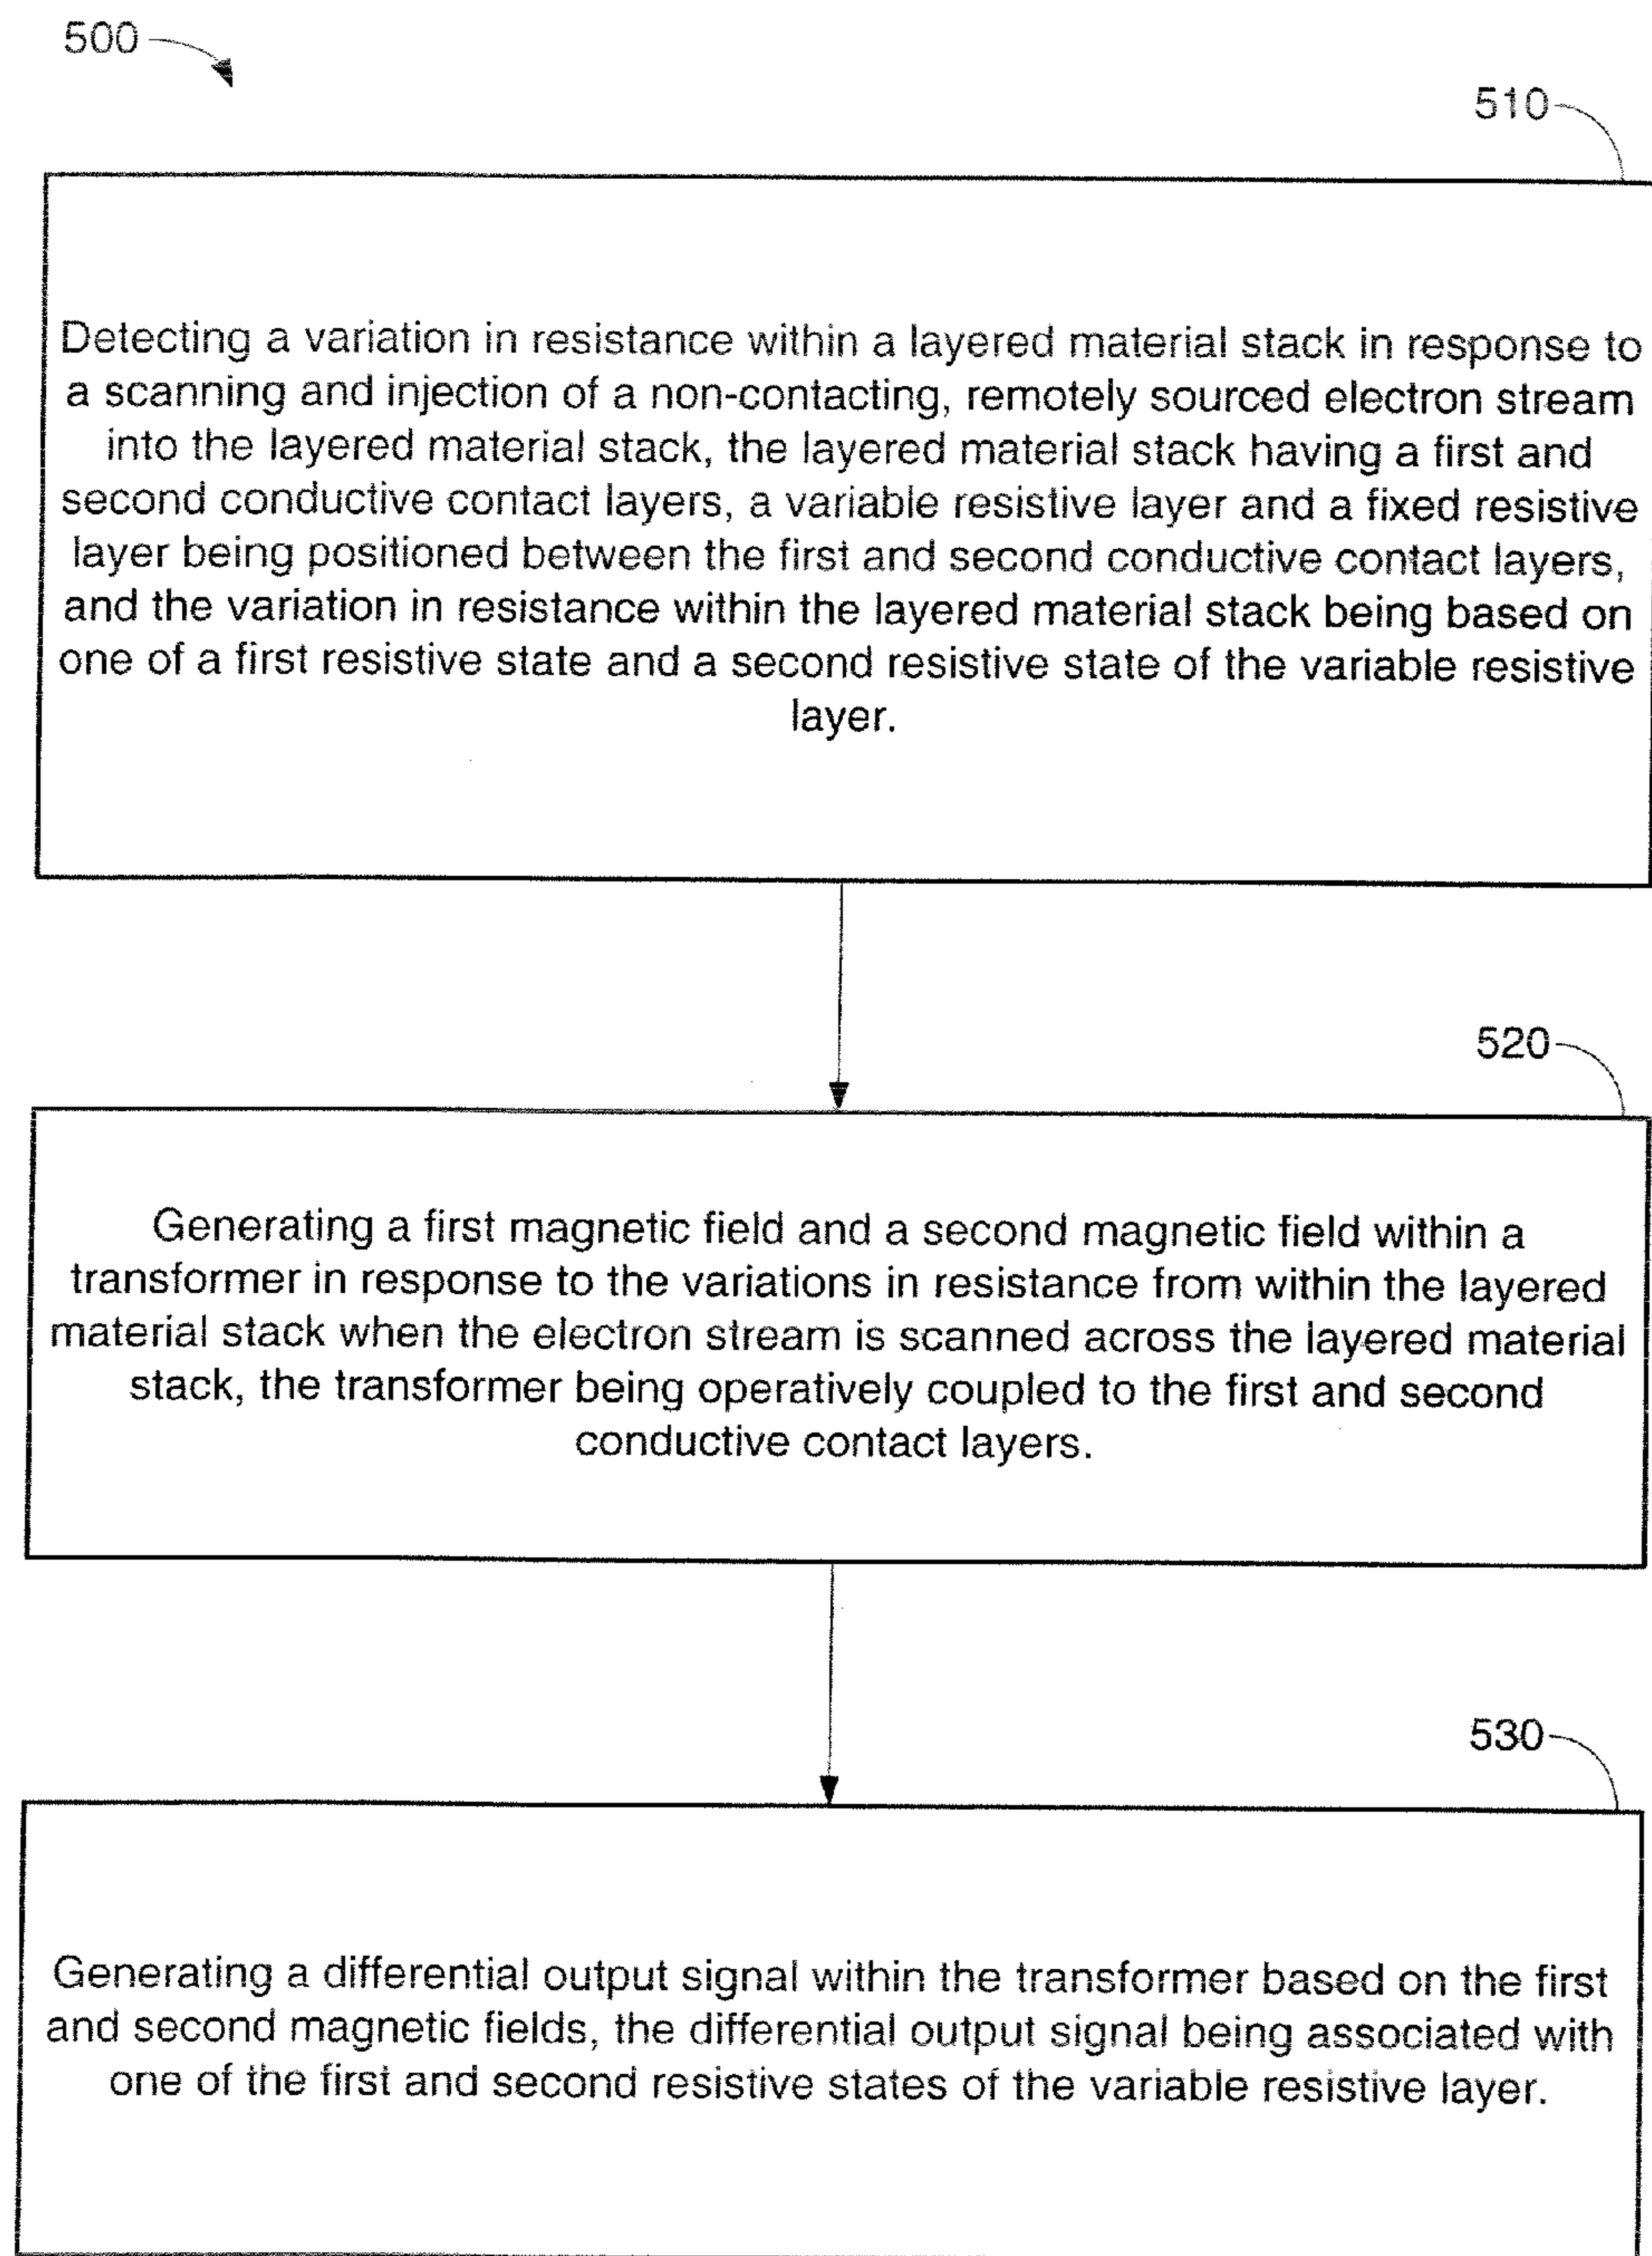 500
510
Detecting a variation in resistance within a layered material stack in response to
a scanning and injection of a non-contacting, remotely sourced electron stream
into the layered material stack, the layered material stack having a first and
second conductive contact layers, a variable resistive layer and a fixed resistive
layer being positioned between the first and second conductive contact layers,
and the variation in resistance within the layered material stack being based on
one of a first resistive state and a second resistive state of the variable resistive
layer.
520
Generating a first magnetic field and a second magnetic field within a
transformer in response to the variations in resistance from within the layered
material stack when the electron stream is scanned across the layered material
stack, the transformer being operatively coupled to the first and second
conductive contact layers.
530
Generating a differential output signal within the transformer based on the first
and second magnetic fields, the differential output signal being associated with
one of the first and second resistive states of the variable resistive layer.